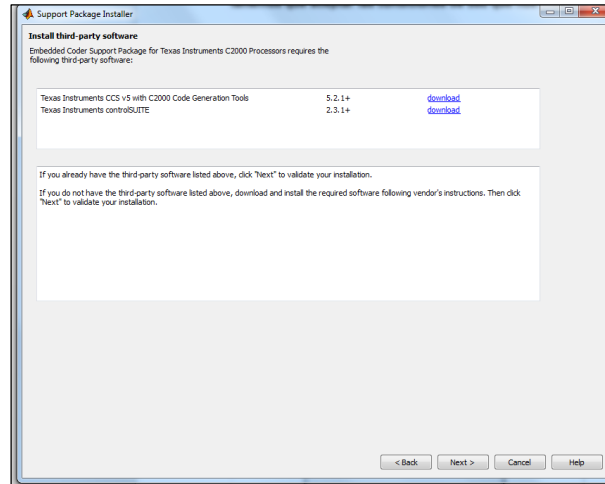 Support Package Installer
Install third-party software
Embedded Coder Support Package for Texas Instruments C2000 Processors requires the
following third-party software:
Texas Instruments CCS v5 with C2000 Code Generation Tools 5.2.1+ download
Texas Instruments controlSUITE 2.3.1+ download
If you already have the third-party software listed above, click "Next" to validate your installation.
If you do not have the third-party software listed above, download and install the required software following vendor's instructions. Then click
"Next" to validate your installation.
< Back Next > Cancel Help